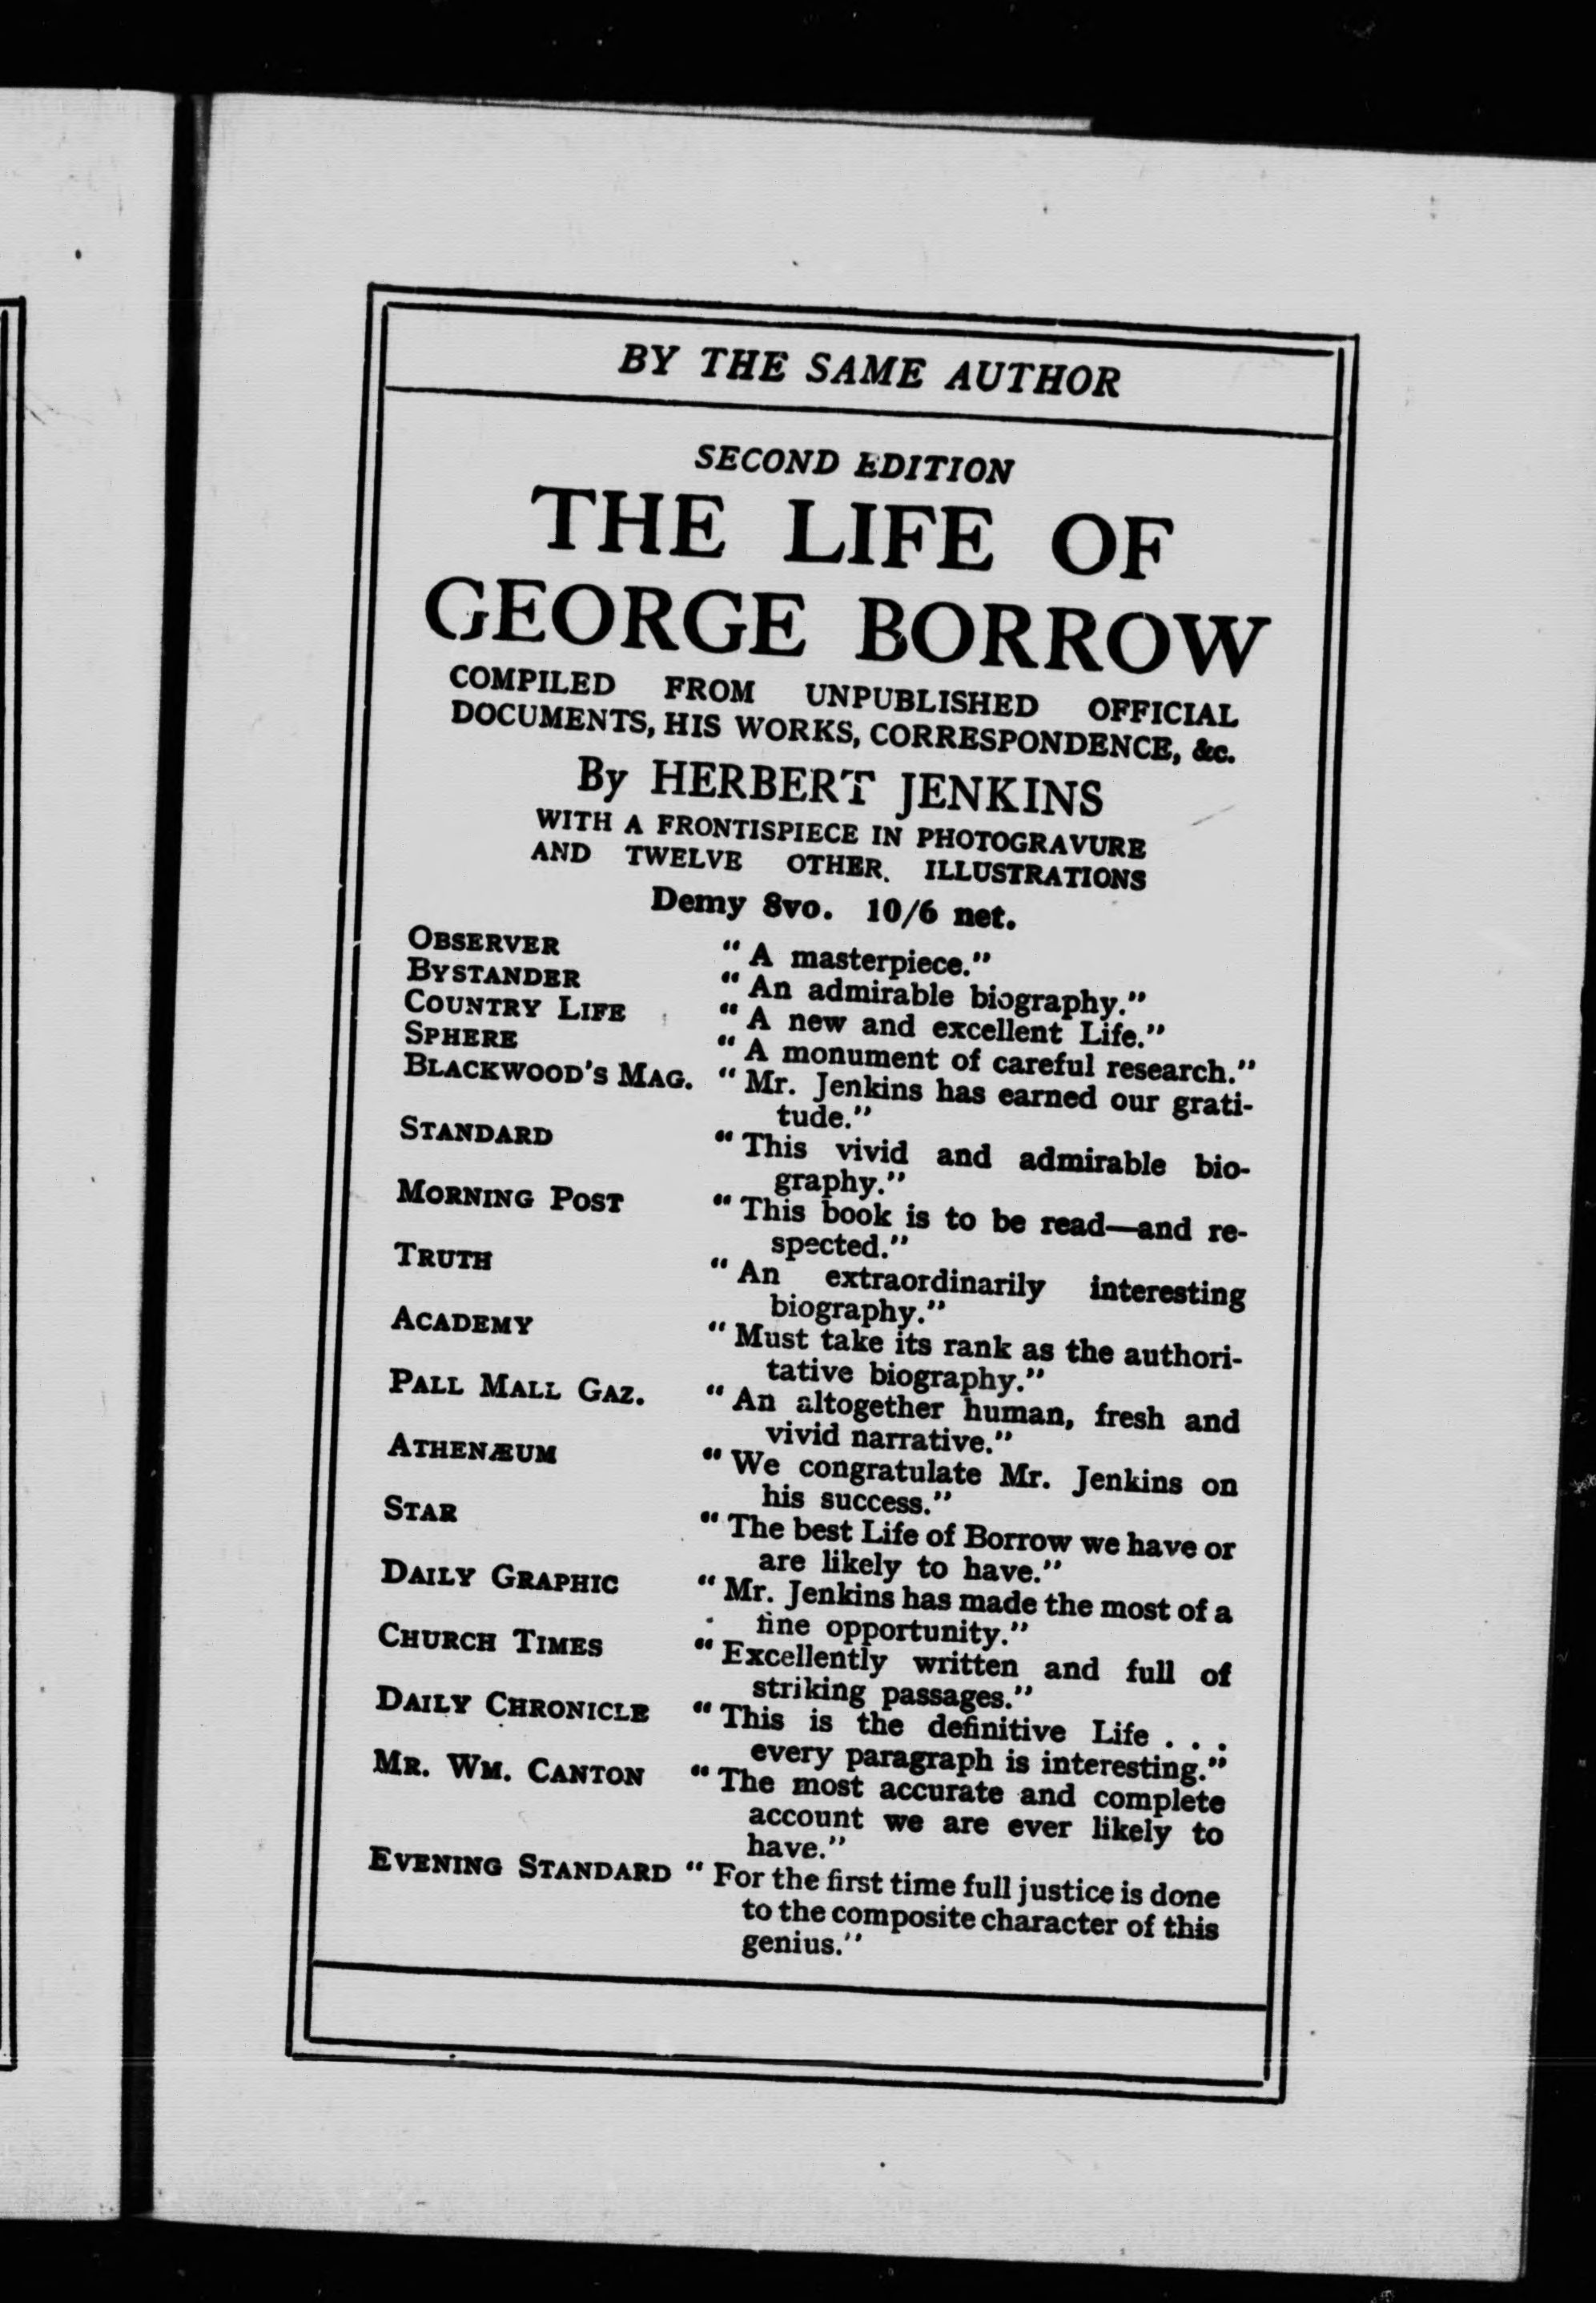 BY THE SAME AUTHOR
SECOND EDITION
THE LIFE OF
GEORGE BORROW
COMPILED FROM UNPUBLISHED OFFICIAL
DOCUMENTS, HIS WORKS, CORRESPONDENCE, &c.
By HERBERT JENKINS
WITH A FRONTISPIECE IN PHOTOGRAVURE
AND TWELVE OTHER ILLUSTRATIONS
Demy 8vo. 10/6 net.
OBSERVER "A masterpiece."
BYSTANDER "An admirable biography."
COUNTRY LIFE "A new and excellent Life."
SPHERE "A monument of careful research."
BLACKWOOD'S MAG. "Mr. Jenkins has earned our grati-
tude."
STANDARD "This vivid and admirable bio-
graphy."
MORNING POST "This book is to be read—and re-
spected."
TRUTH "An extraordinarily interesting
biography."
ACADEMY "Must take its rank as the authori-
tative biography."
PALL MALL GAZ. "An altogether human, fresh and
vivid narrative."
ATHENÆUM "We congratulate Mr. Jenkins on
his success."
STAR "The best Life of Borrow we have or
are likely to have."
DAILY GRAPHIC "Mr. Jenkins has made the most of a
fine opportunity."
CHURCH TIMES "Excellently written and full of
striking passages."
DAILY CHRONICLE "This is the definitive Life . . .
every paragraph is interesting."
MR. WM. CANTON "The most accurate and complete
account we are ever likely to
have."
EVENING STANDARD "For the first time full justice is done
to the composite character of this
genius."